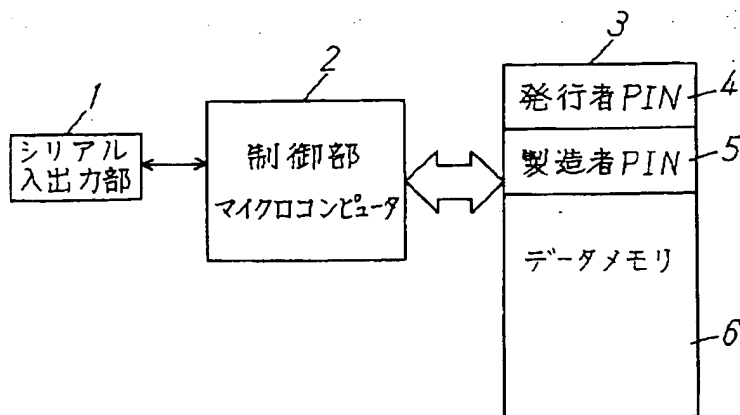 1
シリアル
入出力部
2
制御部
マイクロコンピュータ
3
発行者PIN
4
製造者PIN
5
データメモリ
6